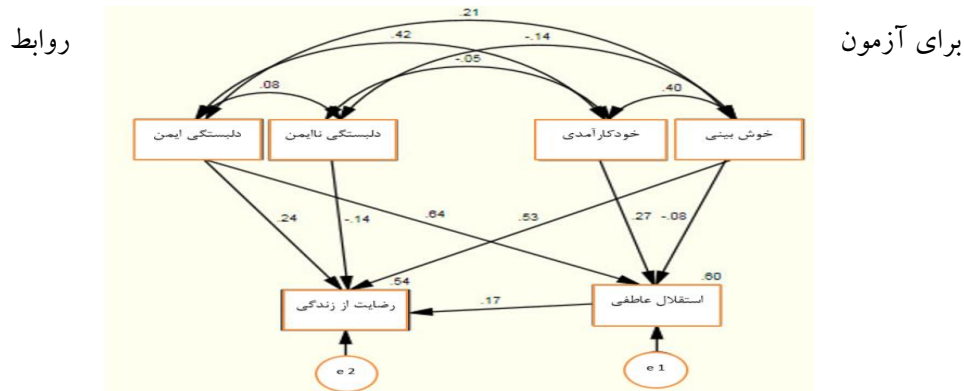 برای آزمون روابط
.21
.42 -.14
-.05
.08 .40
دلبستگی ایمن دلبستگی ناایمن خودکارآمدی خوش بینی
.24 -.14 .64 .53 .27 -.08
.54 .60
رضایت از زندگی .17 استقلال عاطفی
e 2 e 1